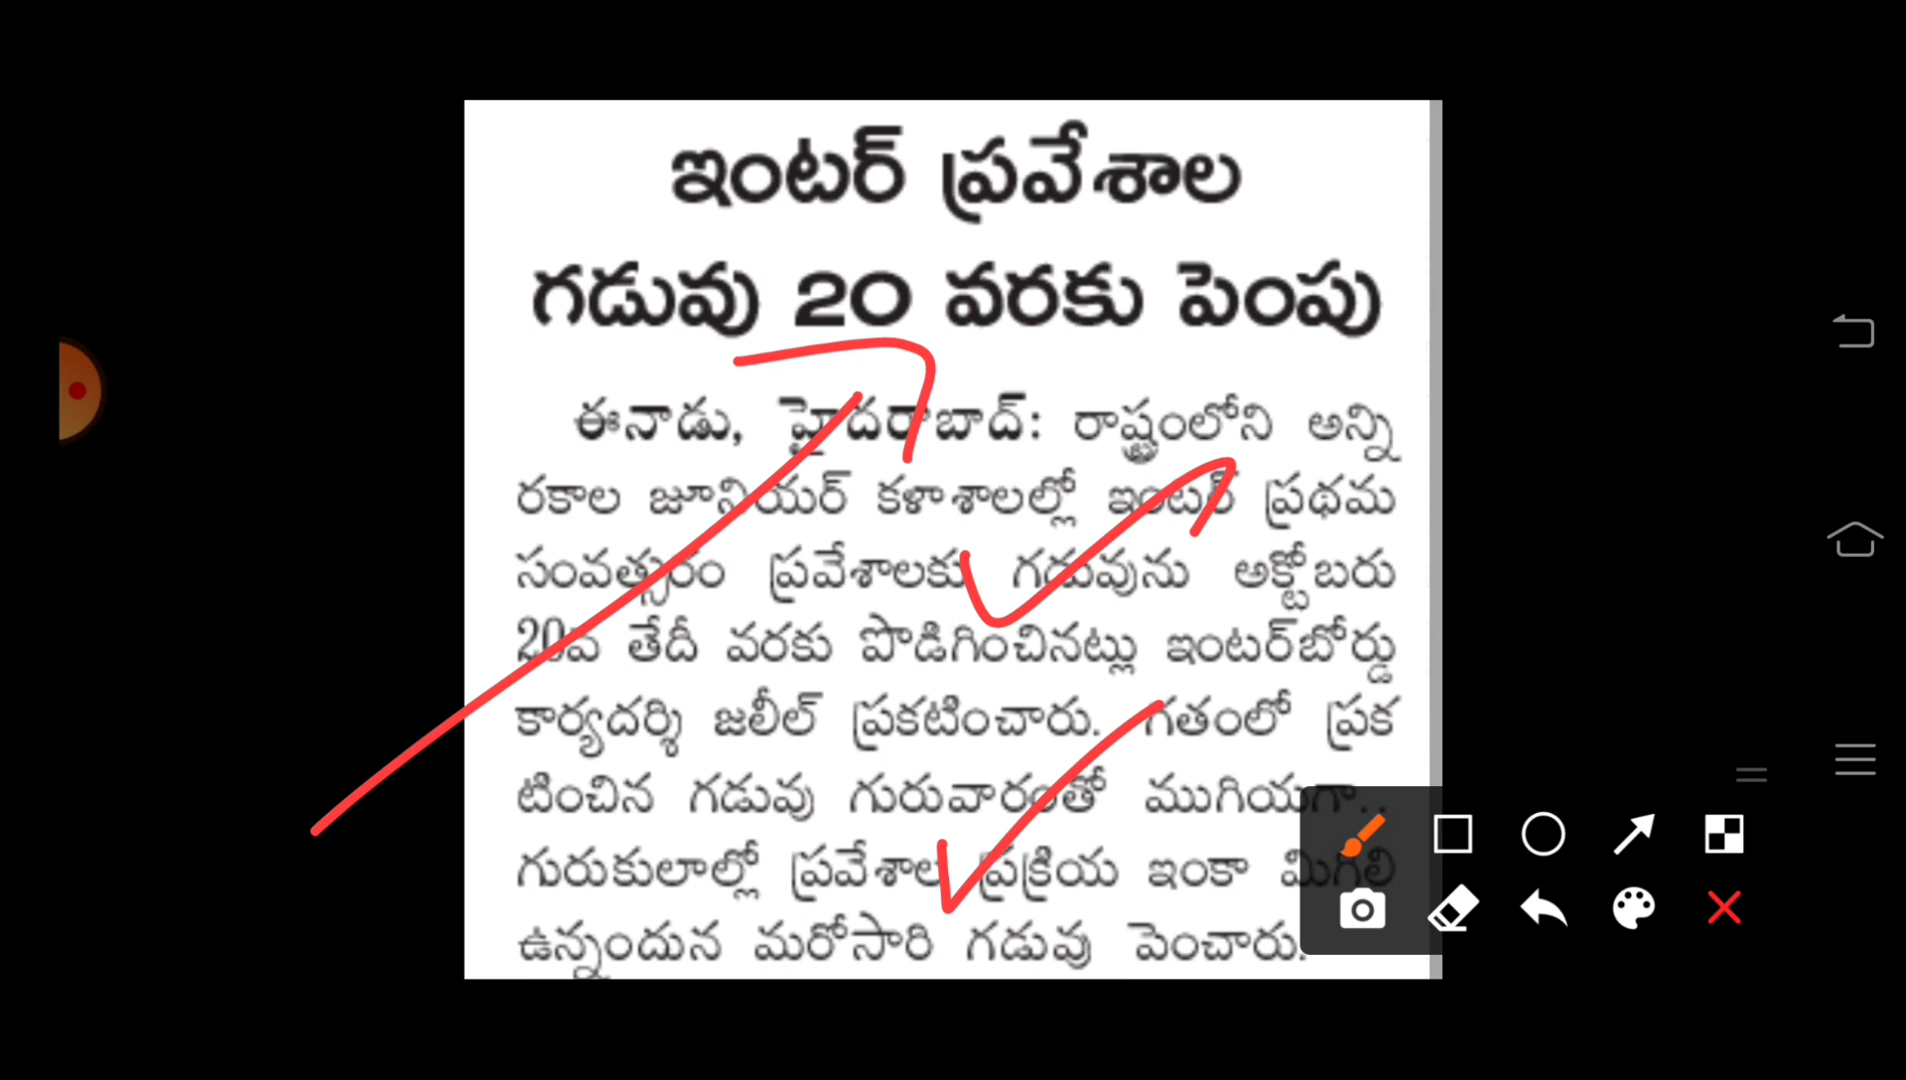 ఇంటర్ ప్రవేశాల
గడువు 20 వరకు పెంపు
ఈనాడు, హైదరాబాద్: రాష్ట్రంలోని అన్ని
రకాల జూనియర్ కళాశాలల్లో ఇంటర్ ప్రథమ
సంవత్సరం ప్రవేశాలకు గడువును అక్టోబరు
20వ తేదీ వరకు పొడిగించినట్లు ఇంటర్‌బోర్డు
కార్యదర్శి జలీల్ ప్రకటించారు. గతంలో ప్రక
టించిన గడువు గురువారంతో ముగియగా..
గురుకులాల్లో ప్రవేశాల ప్రక్రియ ఇంకా మిగిలి
ఉన్నందున మరోసారి గడువు పెంచారు.